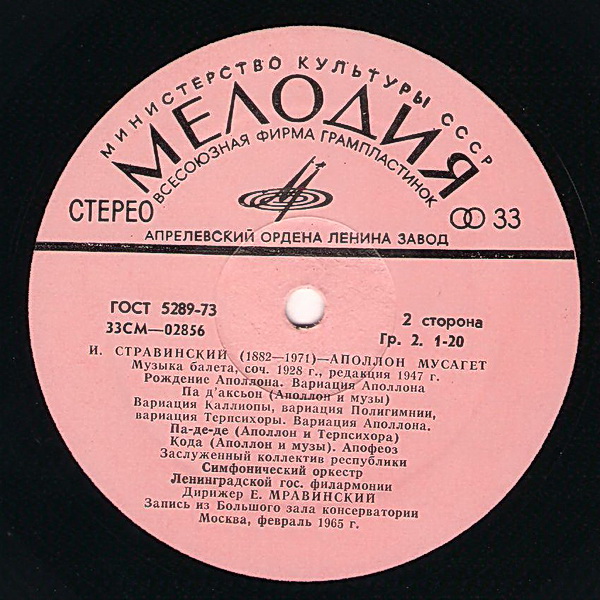 МИНИСТЕРСТВО КУЛЬТУРЫ СССР
МЕЛОДИЯ
ВСЕСОЮЗНАЯ ФИРМА ГРАМПЛАСТИНОК
СТЕРЕО
33
АПРЕЛЕВСКИЙ ОРДЕНА ЛЕНИНА ЗАВОД
ГОСТ 5289-73
33СМ—02856
2 сторона
Гр. 2. 1-20
И. СТРАВИНСКИЙ (1882—1971)—АПОЛЛОН МУСАГЕТ
Музыка балета, соч. 1928 г., редакция 1947 г.
Рождение Аполлона. Вариация Аполлона
Па д'аксьон (Аполлон и музы)
Вариация Каллиопы, вариация Полигимнии,
вариация Терпсихоры. Вариация Аполлона.
Па-де-де (Аполлон и Терпсихора)
Кода (Аполлон и музы). Апофеоз
Заслуженный коллектив республики
Симфонический оркестр
Ленинградской гос. филармонии
Дирижер Е. МРАВИНСКИЙ
Запись из Большого зала консерватории
Москва, февраль 1965 г.